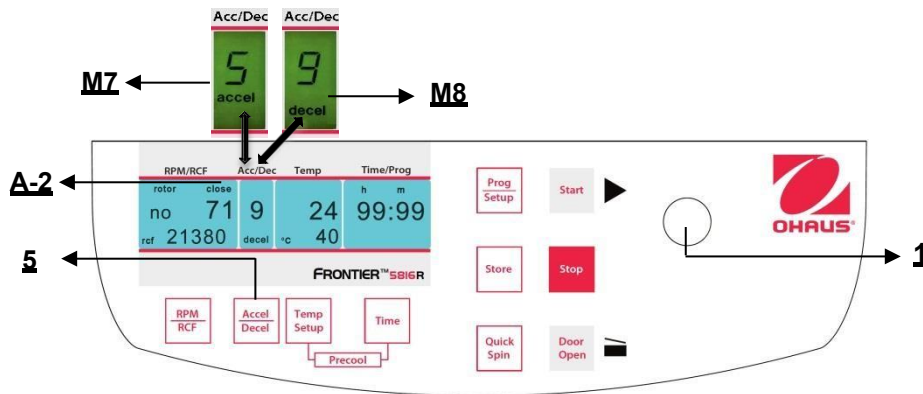 Acc/Dec Acc/Dec
5 9
accel decel
M7 M8
RPM/RCF Acc/Dec Temp Time/Prog
A-2
rotor close h m
no 71 9 24 99:99
rcf 21380 decel °C 40
FRONTIER™ 5816R
5
RPM
RCF
Accel
Decel
Temp
Setup
Time
Precool
Prog
Setup
Start
Store
Stop
Quick
Spin
Door
Open
OHAUS®
1